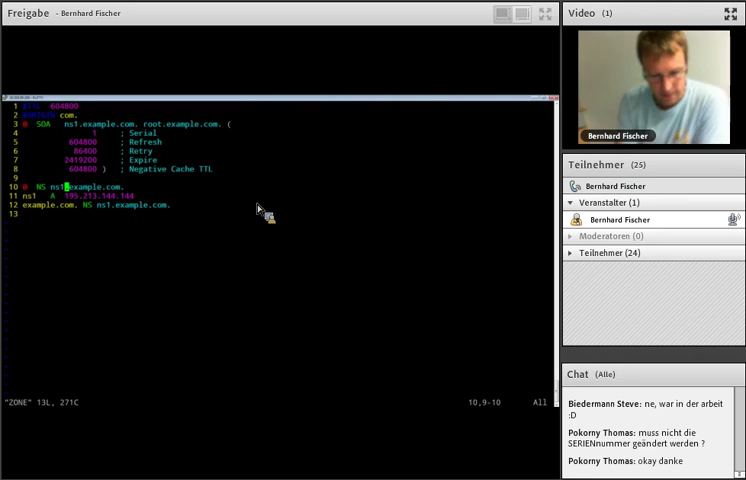 Freigabe - Bernhard Fischer
1 $TTL 604800
2 $ORIGIN com.
3 @ SOA ns1.example.com. root.example.com. (
4 1 ; Serial
5 604800 ; Refresh
6 86400 ; Retry
7 2419200 ; Expire
8 604800 ) ; Negative Cache TTL
9
10 @ NS ns1.example.com.
11 ns1 A 195.213.144.144
12 example.com. NS ns1.example.com.
13
"ZONE" 13L, 271C 10,9-10 All
Video (1)
Bernhard Fischer
Teilnehmer (25)
Bernhard Fischer
Veranstalter (1)
Bernhard Fischer
Moderatoren (0)
Teilnehmer (24)
Chat (Alle)
Biedermann Steve: ne, war in der arbeit
:D
Pokorny Thomas: muss nicht die
SERIENnummer geändert werden ?
Pokorny Thomas: okay danke